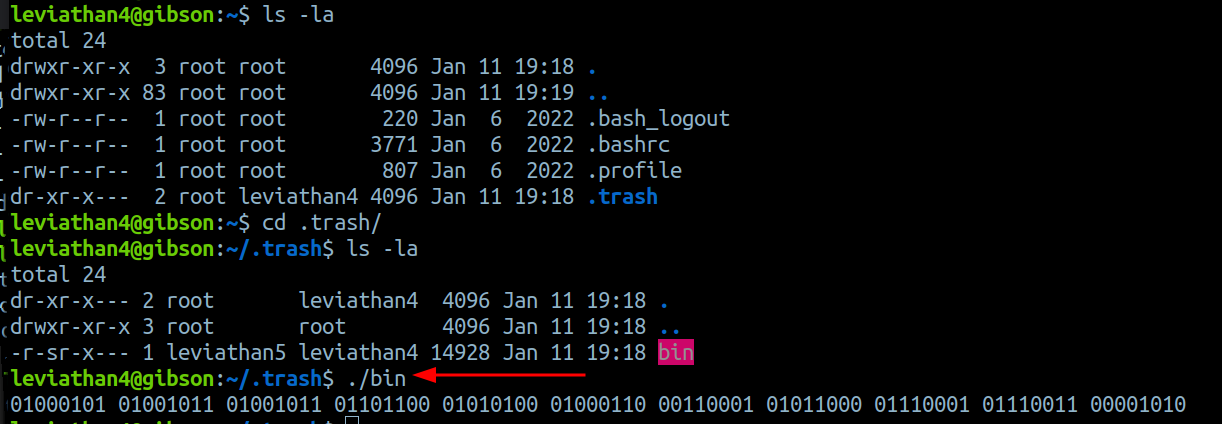 leviathan4@gibson:~$ ls -la
total 24
drwxr-xr-x  3 root root       4096 Jan 11 19:18 .
drwxr-xr-x 83 root root       4096 Jan 11 19:19 ..
-rw-r--r--  1 root root        220 Jan  6  2022 .bash_logout
-rw-r--r--  1 root root       3771 Jan  6  2022 .bashrc
-rw-r--r--  1 root root        807 Jan  6  2022 .profile
dr-xr-x---  2 root leviathan4 4096 Jan 11 19:18 .trash
leviathan4@gibson:~$ cd .trash/
leviathan4@gibson:~/.trash$ ls -la
total 24
dr-xr-x--- 2 root       leviathan4  4096 Jan 11 19:18 .
drwxr-xr-x 3 root       root        4096 Jan 11 19:18 ..
-r-sr-x--- 1 leviathan5 leviathan4 14928 Jan 11 19:18 bin
leviathan4@gibson:~/.trash$ ./bin
01000101 01001011 01001011 01101100 01010100 01000110 00110001 01011000 01110001 01110011 00001010